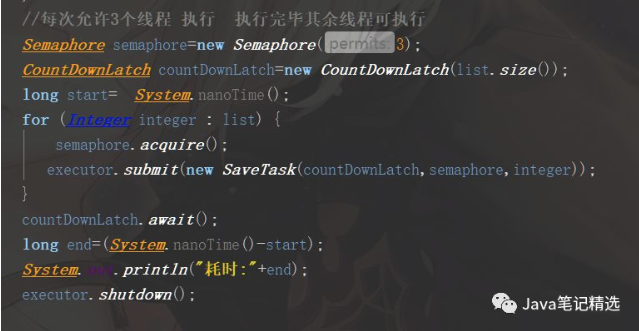 //每次允许3个线程 执行  执行完毕其余线程可执行
Semaphore semaphore=new Semaphore( permits: 3);
CountDownLatch countDownLatch=new CountDownLatch(list.size());
long start=  System.nanoTime();
for (Integer integer : list) {
semaphore.acquire();
executor.submit(new SaveTask(countDownLatch,semaphore,integer));
}
countDownLatch.await();
long end=(System.nanoTime()-start);
System.out.println("耗时:"+end);
executor.shutdown();
Java笔记精选